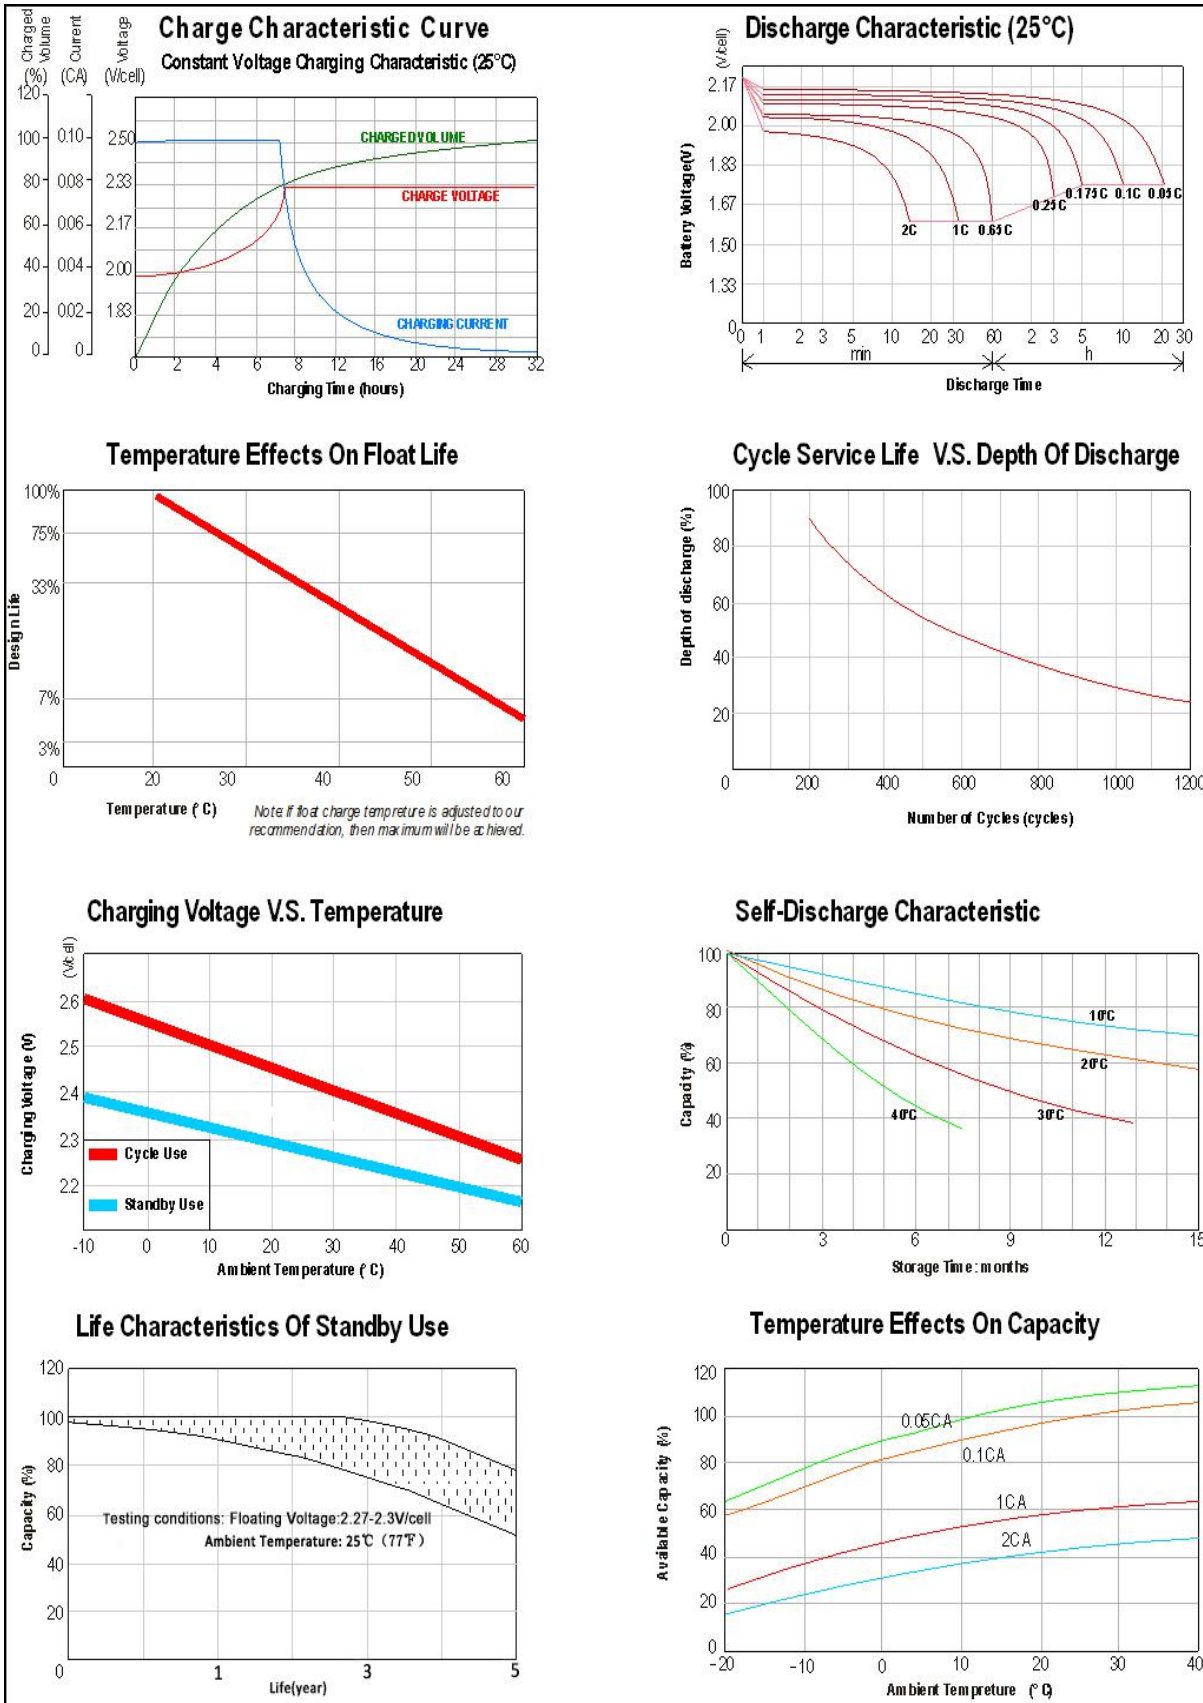 Charge Characteristic Curve
Constant Voltage Charging Characteristic (25°C)
Charged Volume (%)
Current (CA)
Voltage (V/cell)
120 100 80 60 40 20 0
0.10 0.08 0.06 0.04 0.02 0
2.50 2.33 2.17 2.00 1.83
CHARGED VOLUME
CHARGE VOLTAGE
CHARGING CURRENT
0 2 4 6 8 12 16 20 24 28 32
Charging Time (hours)
Discharge Characteristic (25°C)
(V/cell)
Battery Voltage(V)
2.17 2.00 1.83 1.67 1.50 1.33 0
2C 1C 0.65C 0.25C 0.175C 0.1C 0.05C
0 1 2 3 5 10 20 30 60 2 3 5 10 20 30
min h
Discharge Time
Temperature Effects On Float Life
Design Life
100% 75% 33% 7% 3%
0 20 30 40 50 60
Temperature (°C)
Note: If float charge tempreture is adjusted to our
recommendation, then maximum will be achieved.
Cycle Service Life V.S. Depth Of Discharge
Depth of discharge (%)
100 80 60 40 20
0 200 400 600 800 1000 1200
Number of Cycles (cycles)
Charging Voltage V.S. Temperature
(V/cell)
Charging Voltage (V)
2.6 2.5 2.4 2.3 2.2
Cycle Use
Standby Use
-10 0 10 20 30 40 50 60
Ambient Temperature (°C)
Self-Discharge Characteristic
Capacity (%)
100 80 60 40 20
10°C
20°C
30°C
40°C
0 3 6 9 12 15
Storage Time: months
Life Characteristics Of Standby Use
Capacity (%)
120 100 80 60 40 20 0
Testing conditions: Floating Voltage:2.27-2.3V/cell
Ambient Temperature: 25℃ (77℉)
1 3 5
Life(year)
Temperature Effects On Capacity
Available Capacity (%)
120 100 80 60 40 20 0
0.05CA
0.1CA
1CA
2CA
-20 -10 0 10 20 30 40
Ambient Tempreture (°C)